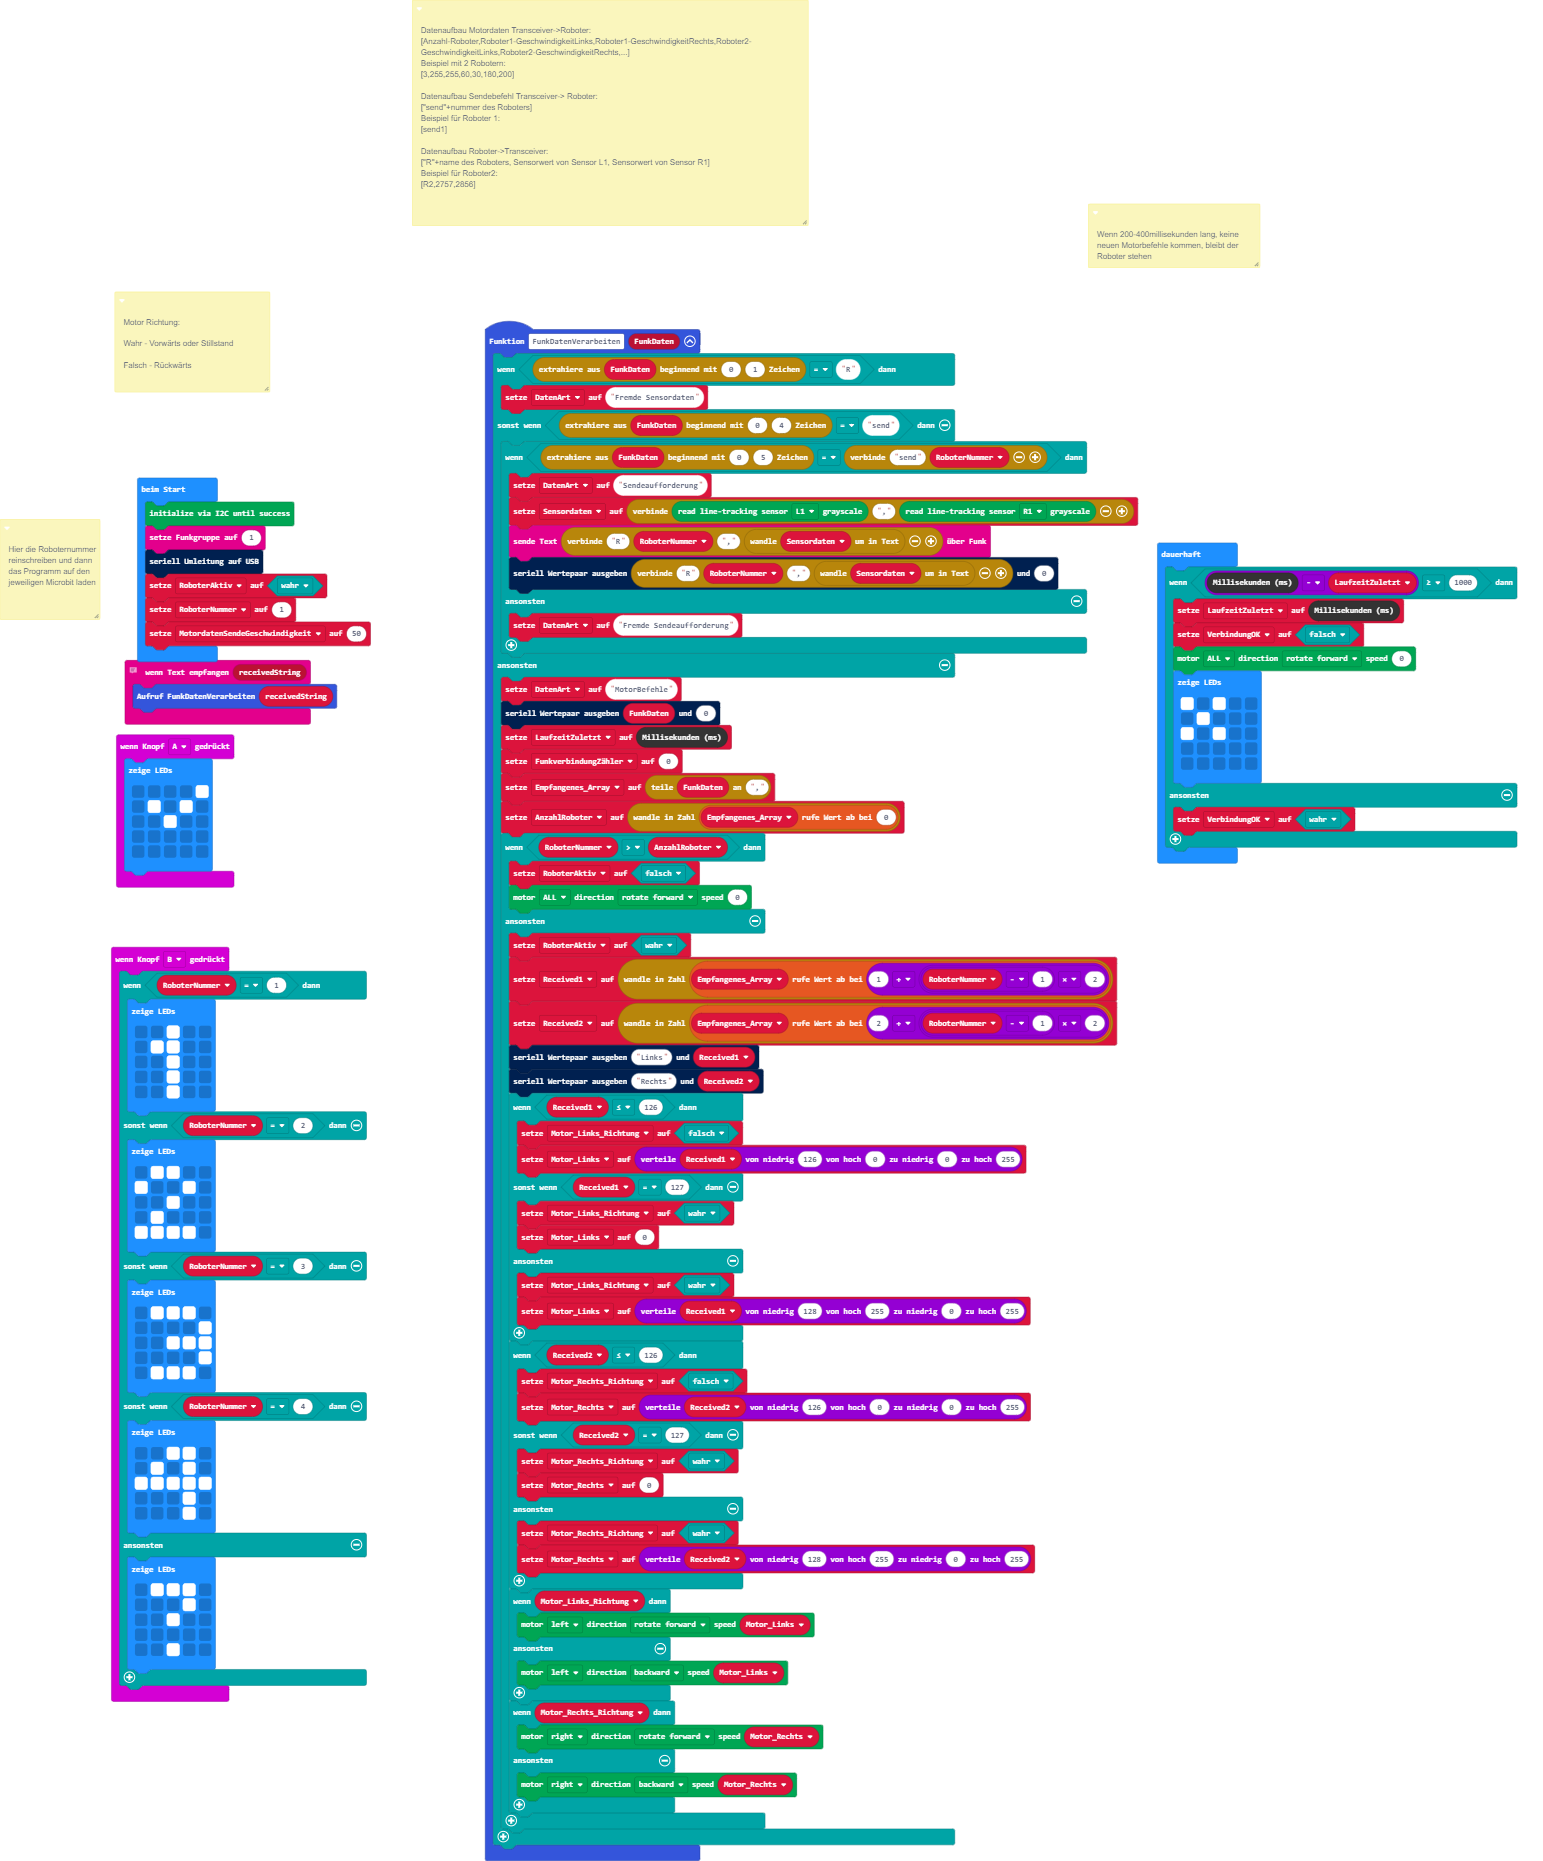 Datenaufbau Motordaten Transceiver->Roboter:
[Anzahl-Roboter,Roboter1-GeschwindigkeitLinks,Roboter1-GeschwindigkeitRechts,Roboter2-
GeschwindigkeitLinks,Roboter2-GeschwindigkeitRechts,...]
Beispiel mit 2 Robotern:
[3,255,255,60,30,180,200]
Datenaufbau Sendebefehl Transceiver-> Roboter:
["send"+nummer des Roboters]
Beispiel für Roboter 1:
[send1]
Datenaufbau Roboter->Transceiver:
["R"+name des Roboters, Sensorwert von Sensor L1, Sensorwert von Sensor R1]
Beispiel für Roboter2:
[R2,2757,2856]
Wenn 200-400millisekunden lang, keine
neuen Motorbefehle kommen, bleibt der
Roboter stehen
Motor Richtung:
Wahr - Vorwärts oder Stillstand
Falsch - Rückwärts
Hier die Roboternummer
reinschreiben und dann
das Programm auf den
jeweiligen Microbit laden
beim Start
initialize via I2C until success
setze Funkgruppe auf 1
seriell Umleitung auf USB
setze RoboterAktiv auf wahr
setze RoboterNummer auf 1
setze MotordatenSendeGeschwindigkeit auf 50
wenn Text empfangen receivedString
Aufruf FunkDatenVerarbeiten receivedString
wenn Knopf A gedrückt
zeige LEDs
wenn Knopf B gedrückt
wenn RoboterNummer = 1 dann
zeige LEDs
sonst wenn RoboterNummer = 2 dann
zeige LEDs
sonst wenn RoboterNummer = 3 dann
zeige LEDs
sonst wenn RoboterNummer = 4 dann
zeige LEDs
ansonsten
zeige LEDs
Funktion FunkDatenVerarbeiten FunkDaten
wenn extrahiere aus FunkDaten beginnend mit 0 1 Zeichen = "R" dann
setze DatenArt auf "Fremde Sensordaten"
sonst wenn extrahiere aus FunkDaten beginnend mit 0 4 Zeichen = "send" dann
wenn extrahiere aus FunkDaten beginnend mit 0 5 Zeichen = verbinde "send" RoboterNummer dann
setze DatenArt auf "Sendeaufforderung"
setze Sensordaten auf verbinde read line-tracking sensor L1 grayscale "," read line-tracking sensor R1 grayscale
sende Text verbinde "R" RoboterNummer "," wandle Sensordaten um in Text über Funk
seriell Wertepaar ausgeben verbinde "R" RoboterNummer "," wandle Sensordaten um in Text und 0
ansonsten
setze DatenArt auf "Fremde Sendeaufforderung"
ansonsten
setze DatenArt auf "MotorBefehle"
seriell Wertepaar ausgeben FunkDaten und 0
setze LaufzeitZuletzt auf Millisekunden (ms)
setze FunkverbindungZähler auf 0
setze Empfangenes_Array auf teile FunkDaten an ","
setze AnzahlRoboter auf wandle in Zahl Empfangenes_Array rufe Wert ab bei 0
wenn RoboterNummer > AnzahlRoboter dann
setze RoboterAktiv auf falsch
motor ALL direction rotate forward speed 0
ansonsten
setze RoboterAktiv auf wahr
setze Received1 auf wandle in Zahl Empfangenes_Array rufe Wert ab bei 1 + RoboterNummer - 1 × 2
setze Received2 auf wandle in Zahl Empfangenes_Array rufe Wert ab bei 2 + RoboterNummer - 1 × 2
seriell Wertepaar ausgeben "Links" und Received1
seriell Wertepaar ausgeben "Rechts" und Received2
wenn Received1 ≤ 126 dann
setze Motor_Links_Richtung auf falsch
setze Motor_Links auf verteile Received1 von niedrig 126 von hoch 0 zu niedrig 0 zu hoch 255
sonst wenn Received1 = 127 dann
setze Motor_Links_Richtung auf wahr
setze Motor_Links auf 0
ansonsten
setze Motor_Links_Richtung auf wahr
setze Motor_Links auf verteile Received1 von niedrig 128 von hoch 255 zu niedrig 0 zu hoch 255
wenn Received2 ≤ 126 dann
setze Motor_Rechts_Richtung auf falsch
setze Motor_Rechts auf verteile Received2 von niedrig 126 von hoch 0 zu niedrig 0 zu hoch 255
sonst wenn Received2 = 127 dann
setze Motor_Rechts_Richtung auf wahr
setze Motor_Rechts auf 0
ansonsten
setze Motor_Rechts_Richtung auf wahr
setze Motor_Rechts auf verteile Received2 von niedrig 128 von hoch 255 zu niedrig 0 zu hoch 255
wenn Motor_Links_Richtung dann
motor left direction rotate forward speed Motor_Links
ansonsten
motor left direction backward speed Motor_Links
wenn Motor_Rechts_Richtung dann
motor right direction rotate forward speed Motor_Rechts
ansonsten
motor right direction backward speed Motor_Rechts
dauerhaft
wenn Millisekunden (ms) - LaufzeitZuletzt ≥ 1000 dann
setze LaufzeitZuletzt auf Millisekunden (ms)
setze VerbindungOK auf falsch
motor ALL direction rotate forward speed 0
zeige LEDs
ansonsten
setze VerbindungOK auf wahr